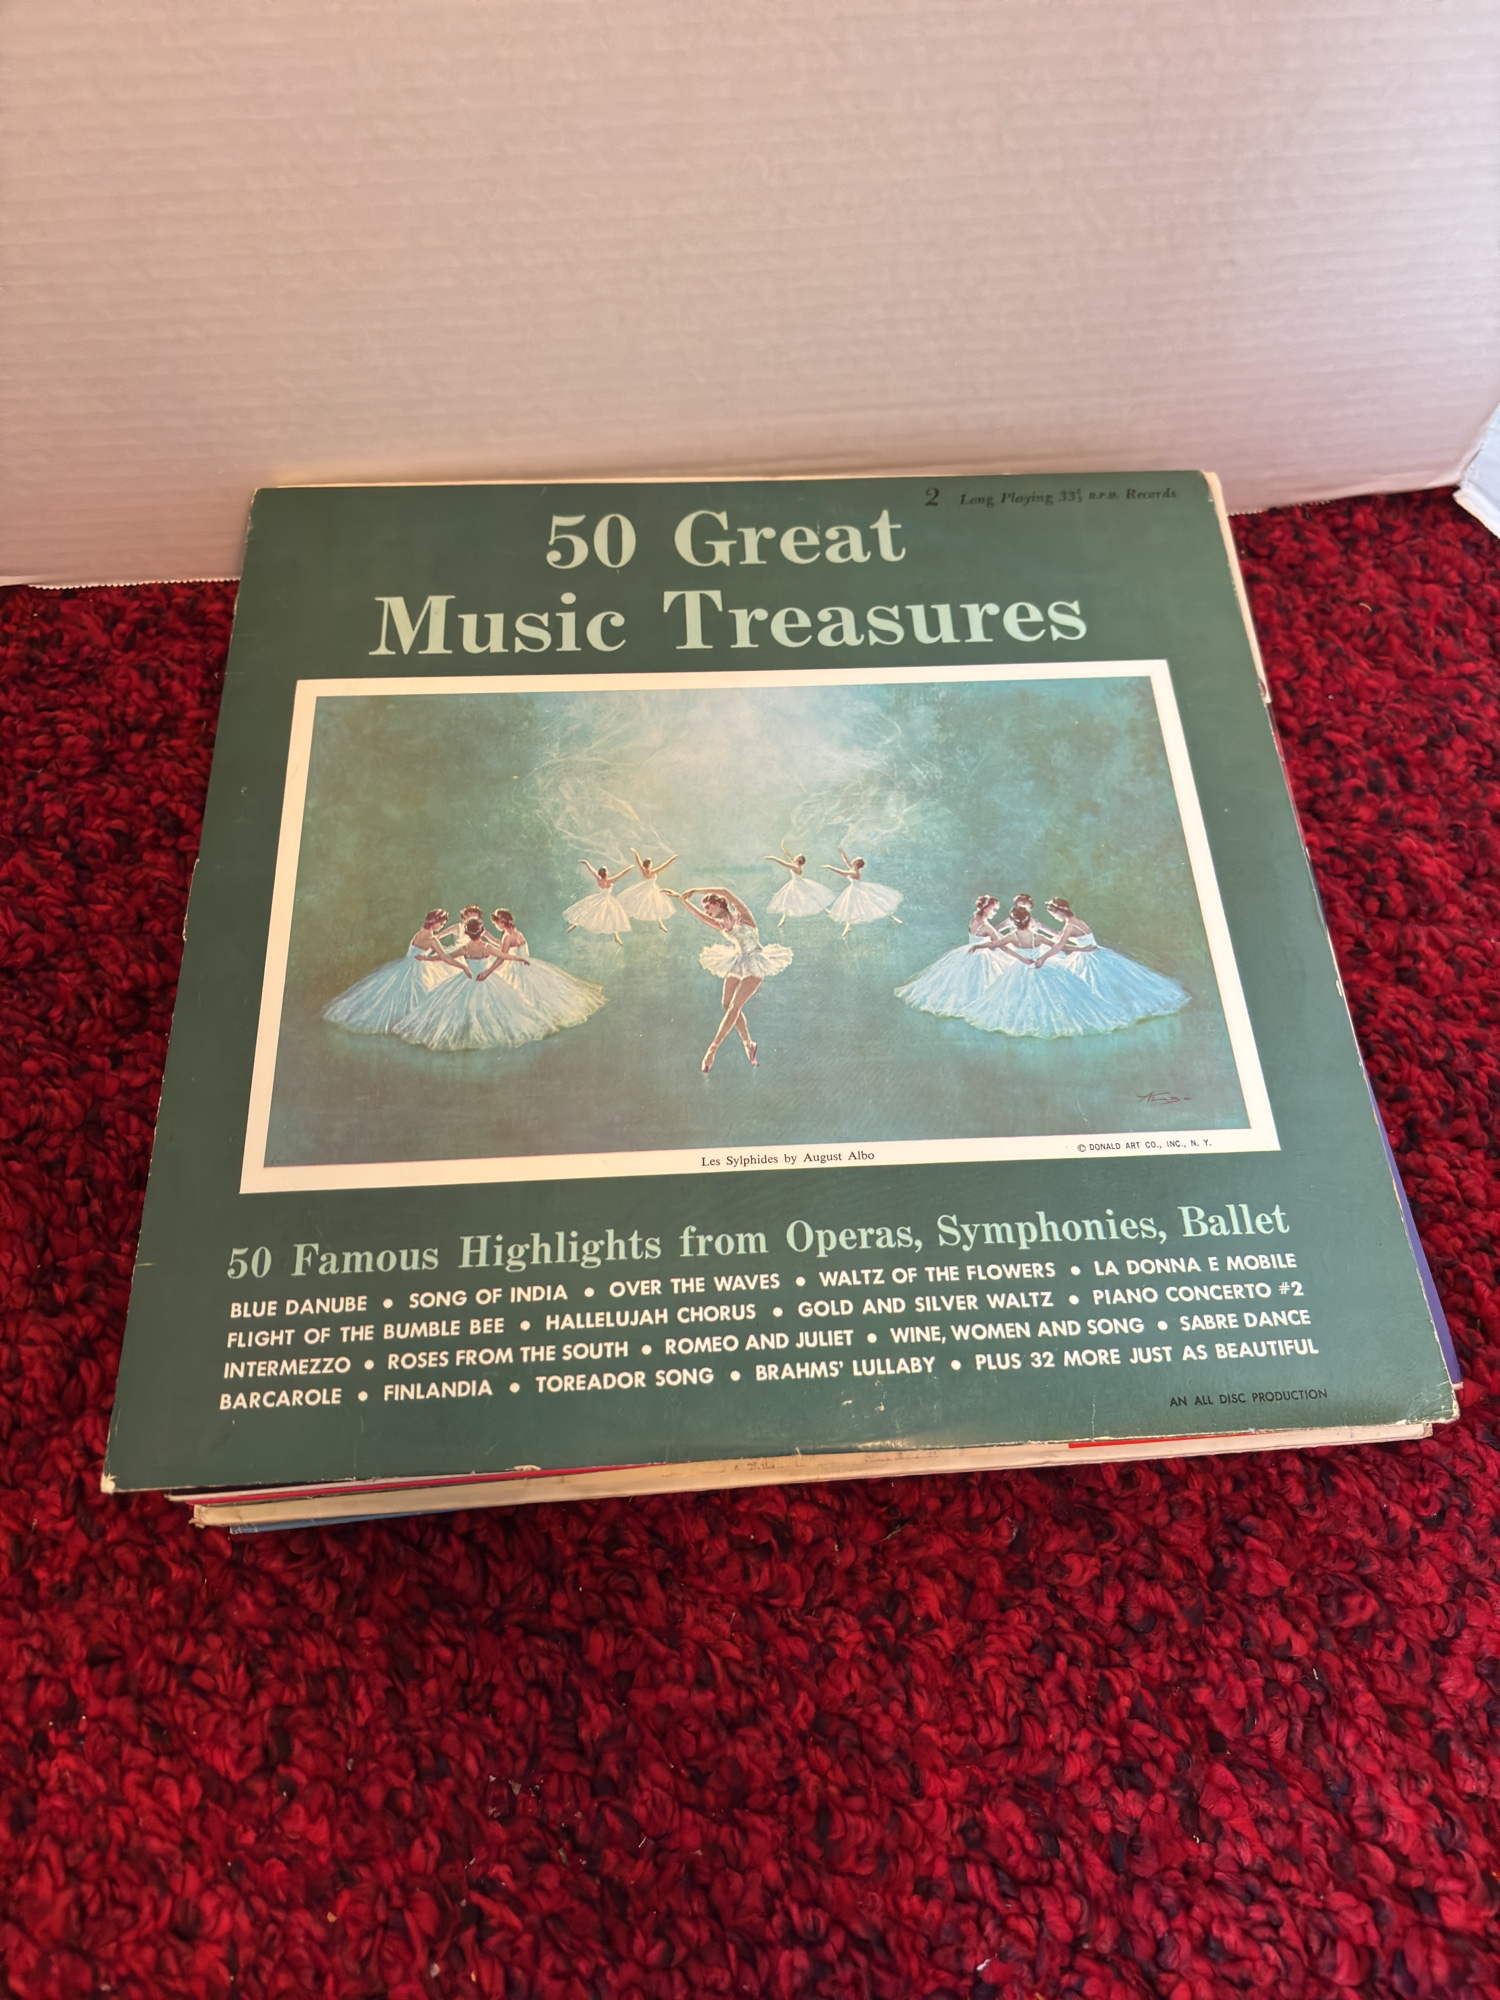 2 Long Playing 33⅓ R.P.M. Records
50 Great
Music Treasures
Les Sylphides by August Albo
© DONALD ART CO., INC., N. Y.
50 Famous Highlights from Operas, Symphonies, Ballet
BLUE DANUBE • SONG OF INDIA • OVER THE WAVES • WALTZ OF THE FLOWERS • LA DONNA E MOBILE
FLIGHT OF THE BUMBLE BEE • HALLELUJAH CHORUS • GOLD AND SILVER WALTZ • PIANO CONCERTO #2
INTERMEZZO • ROSES FROM THE SOUTH • ROMEO AND JULIET • WINE, WOMEN AND SONG • SABRE DANCE
BARCAROLE • FINLANDIA • TOREADOR SONG • BRAHMS' LULLABY • PLUS 32 MORE JUST AS BEAUTIFUL
AN ALL DISC PRODUCTION